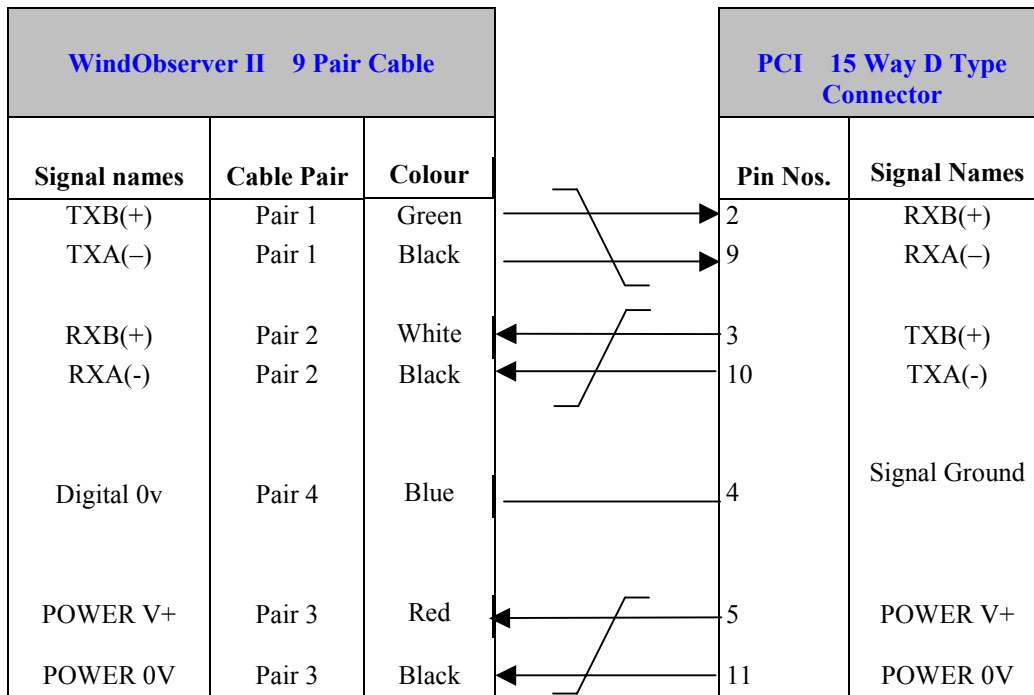 WindObserver II 9 Pair Cable
PCI 15 Way D Type
Connector
Signal names Cable Pair Colour Pin Nos. Signal Names
TXB(+) Pair 1 Green 2 RXB(+)
TXA(–) Pair 1 Black 9 RXA(–)
RXB(+) Pair 2 White 3 TXB(+)
RXA(-) Pair 2 Black 10 TXA(-)
Digital 0v Pair 4 Blue 4 Signal Ground
POWER V+ Pair 3 Red 5 POWER V+
POWER 0V Pair 3 Black 11 POWER 0V